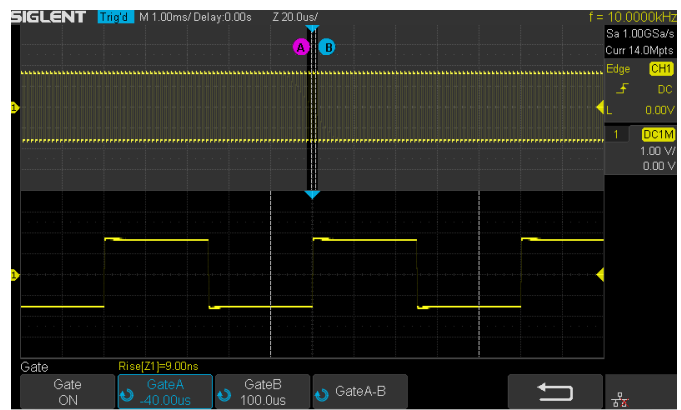 SIGLENT Trig'd M 1.00ms/ Delay:0.00s Z 20.0us/ f = 10.0000kHz
Sa 1.00GSa/s
Curr 14.0Mpts
A B
Edge CH1
DC
L 0.00V
1
1 DC1M
1.00 V/
0.00 V
1
Gate Rise[Z1]=9.00ns
Gate GateA GateB GateA-B
ON -40.00us 100.0us